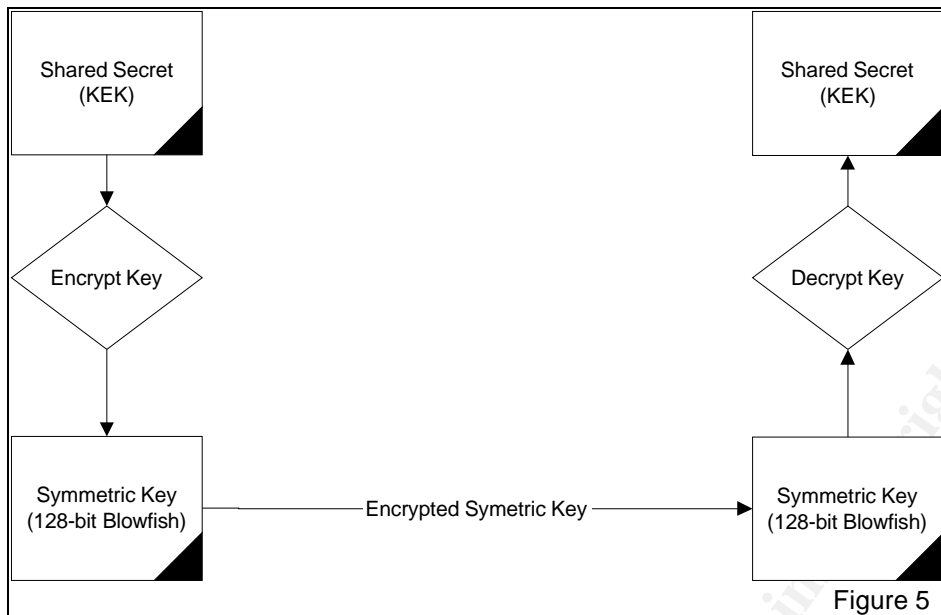 Shared Secret
(KEK)
Shared Secret
(KEK)
Encrypt Key
Decrypt Key
Symmetric Key
(128-bit Blowfish)
Encrypted Symetric Key
Symmetric Key
(128-bit Blowfish)
Figure 5